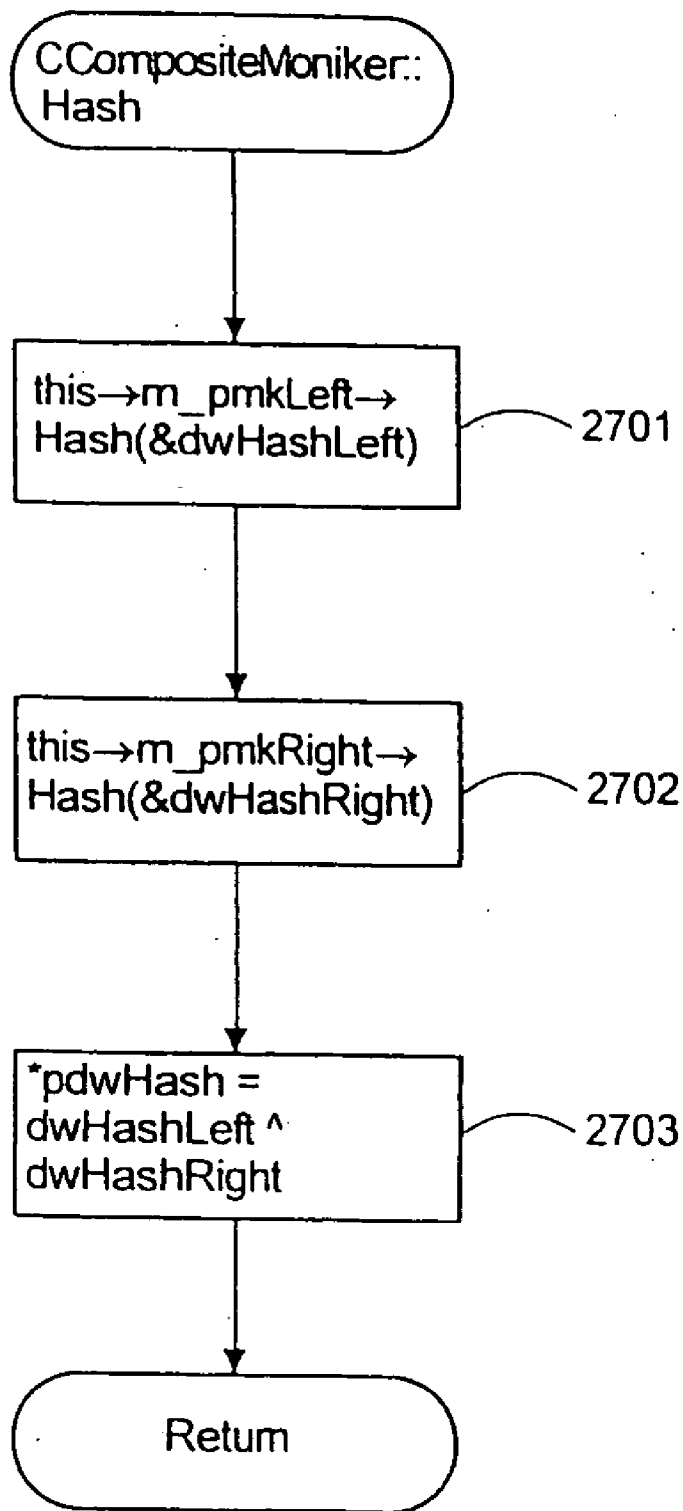 CCompositeMoniker::
Hash
this→m_pmkLeft→
Hash(&dwHashLeft)
2701
this→m_pmkRight→
Hash(&dwHashRight)
2702
*pdwHash =
dwHashLeft ^
dwHashRight
2703
Return